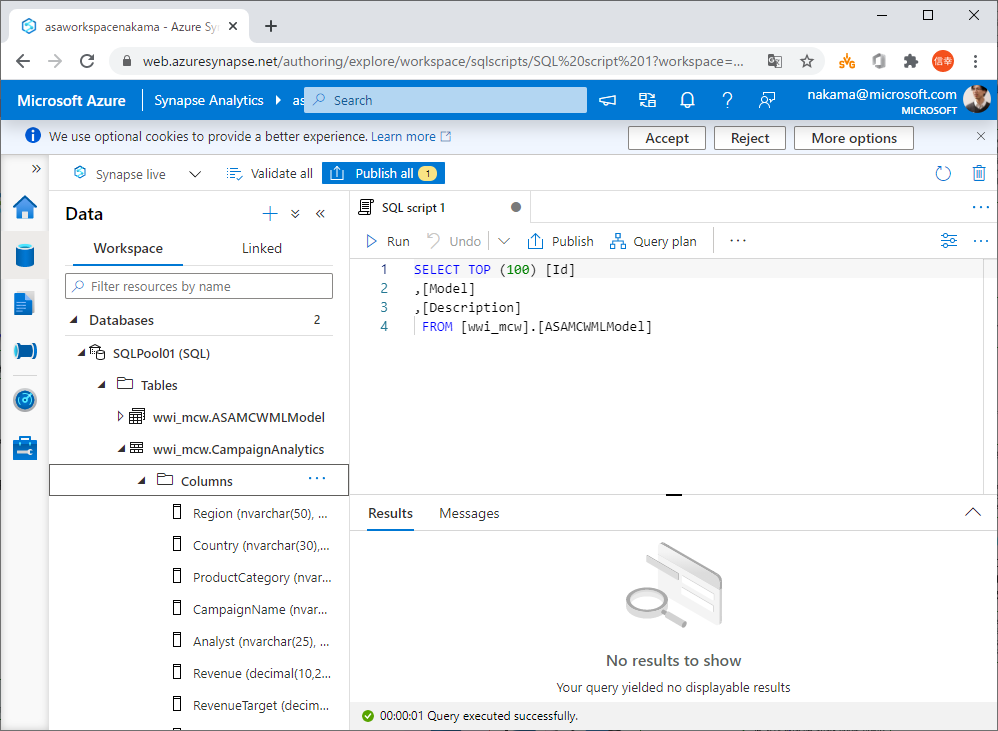 asaworkspacenakama - Azure Syn
web.azuresynapse.net/authoring/explore/workspace/sqlscripts/SQL%20script%201?workspace=...
SVG
信幸
Microsoft Azure
Synapse Analytics
as
Search
nakama@microsoft.com
MICROSOFT
We use optional cookies to provide a better experience. Learn more
Accept
Reject
More options
Synapse live
Validate all
Publish all 1
Data
Workspace
Linked
Filter resources by name
Databases 2
SQLPool01 (SQL)
Tables
wwi_mcw.ASAMCWMLModel
wwi_mcw.CampaignAnalytics
Columns
Region (nvarchar(50), ...
Country (nvarchar(30),...
ProductCategory (nvar...
CampaignName (nvar...
Analyst (nvarchar(25), ...
Revenue (decimal(10,2...
RevenueTarget (decim...
SQL script 1
Run
Undo
Publish
Query plan
1 SELECT TOP (100) [Id]
2 ,[Model]
3 ,[Description]
4 FROM [wwi_mcw].[ASAMCWMLModel]
Results
Messages
No results to show
Your query yielded no displayable results
00:00:01 Query executed successfully.